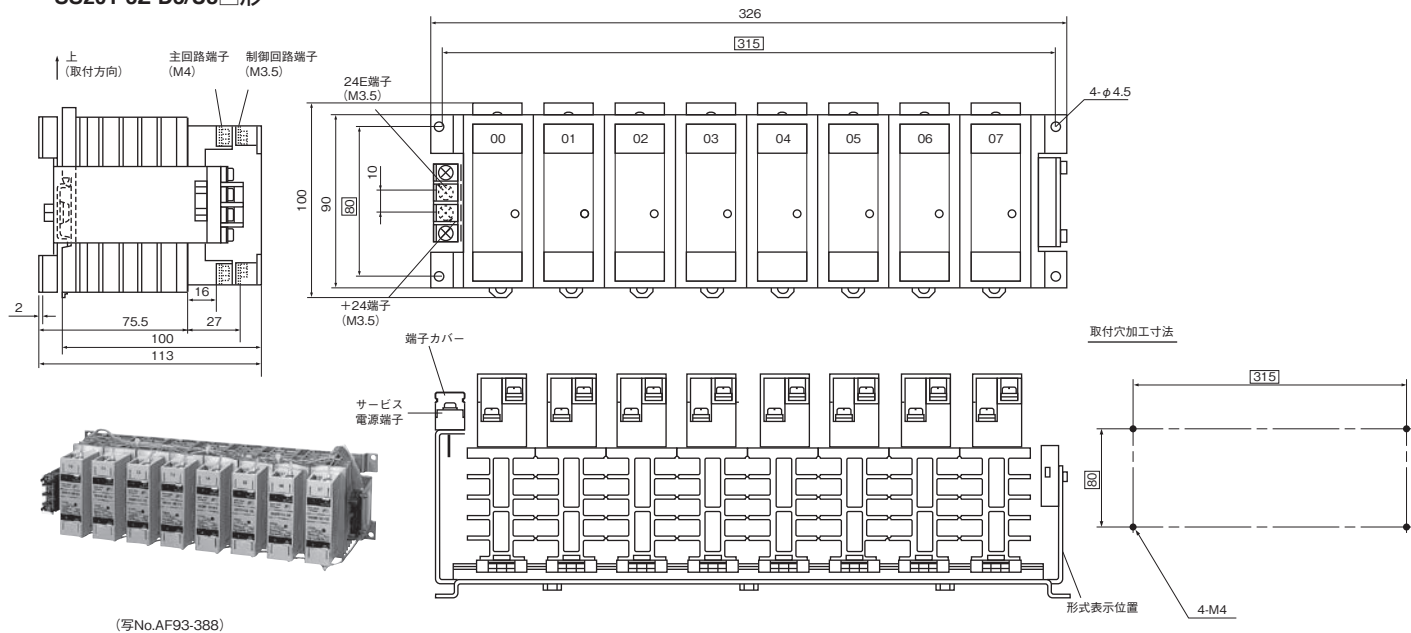 上
(取付方向)
主回路端子
(M4)
制御回路端子
(M3.5)
2
16
75.5
27
100
113
326
315
24E端子
(M3.5)
4-φ4.5
00 01 02 03 04 05 06 07
100
90
80
10
+24端子
(M3.5)
端子カバー
サービス
電源端子
形式表示位置
取付穴加工寸法
315
80
4-M4
(写No.AF93-388)